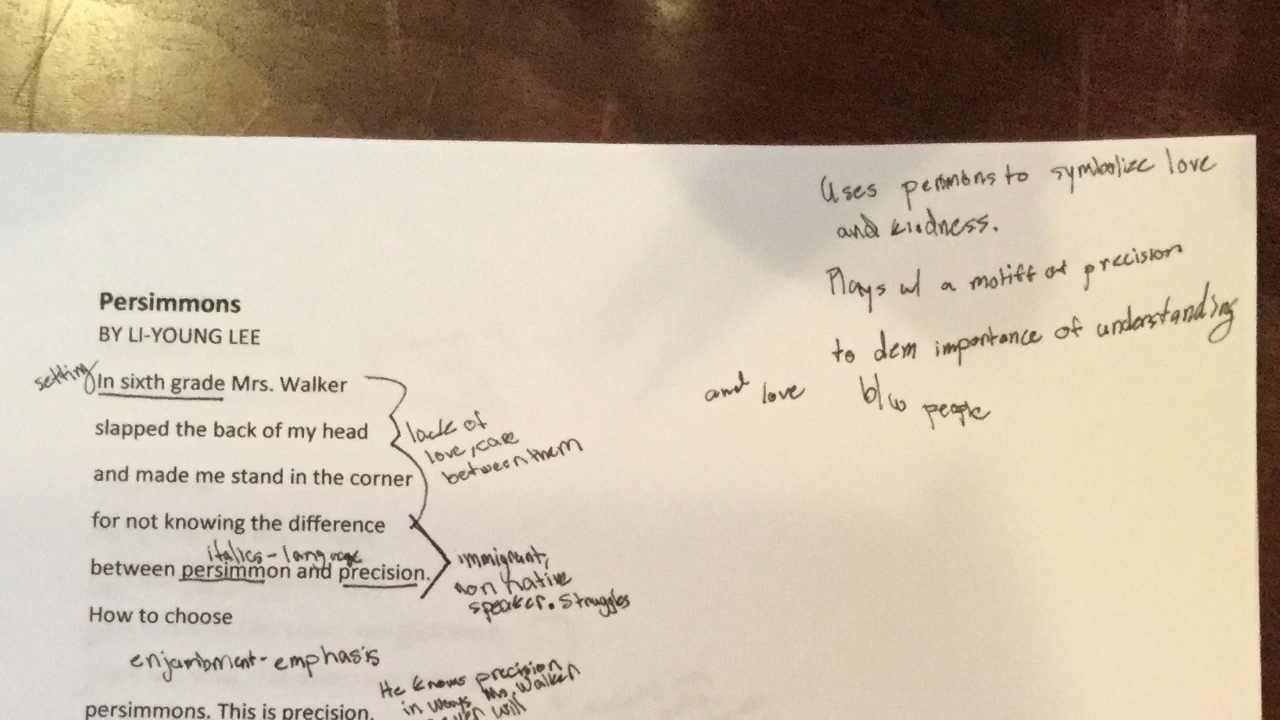 Uses persimmons to symbolize love
and kindness.
Plays w/ a motiff of precision
to dem importance of understanding
and love b/w people
Persimmons
BY LI-YOUNG LEE
setting
In sixth grade Mrs. Walker
slapped the back of my head
lack of
love, care
between them
and made me stand in the corner
for not knowing the difference
italics - language
between persimmon and precision.
immigrant,
non native
speaker. Struggles
How to choose
enjambment - emphasis
He knows precision
in ways Mrs. Walker
never will
persimmons. This is precision.